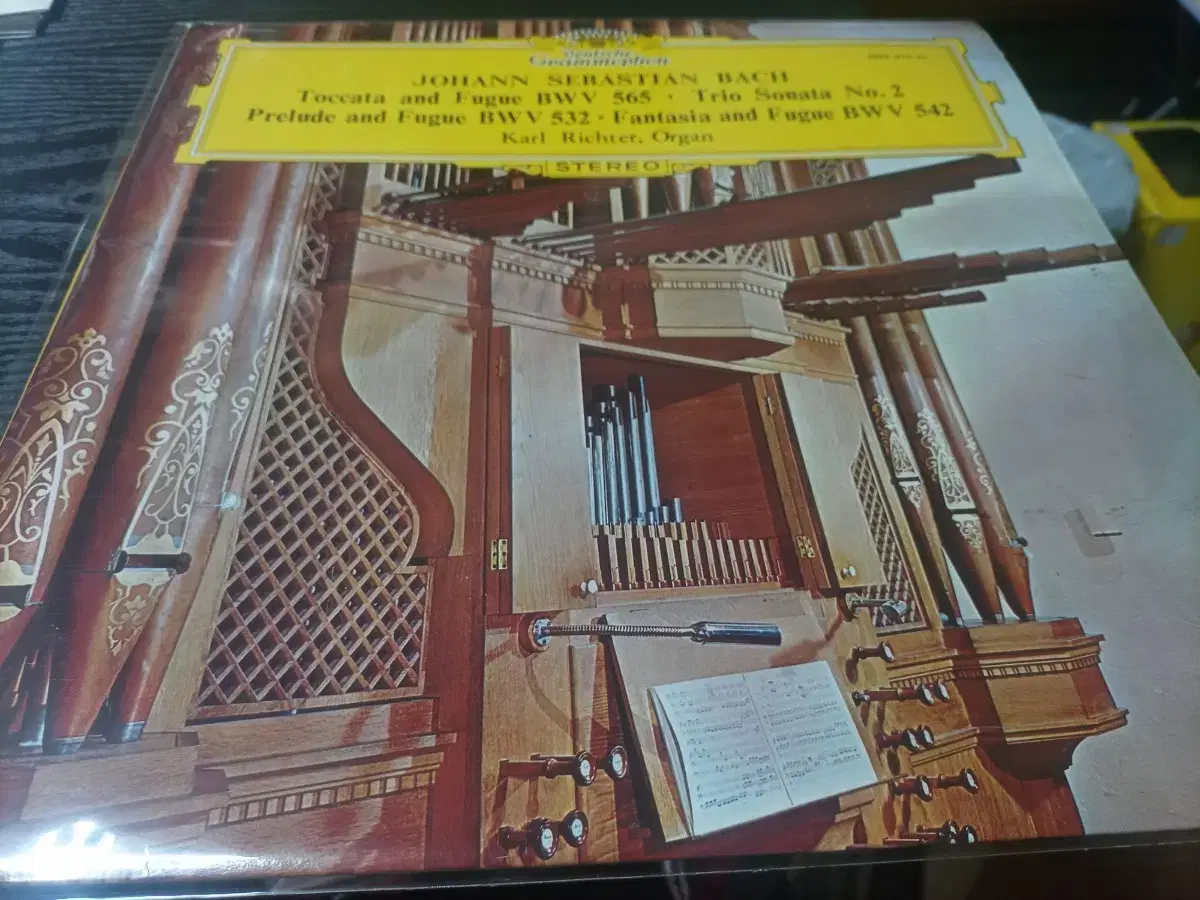 Deutsche
Grammophon
JOHANN SEBASTIAN BACH
Toccata and Fugue BWV 565 · Trio Sonata No. 2
Prelude and Fugue BWV 532 · Fantasia and Fugue BWV 542
Karl Richter, Organ
STEREO